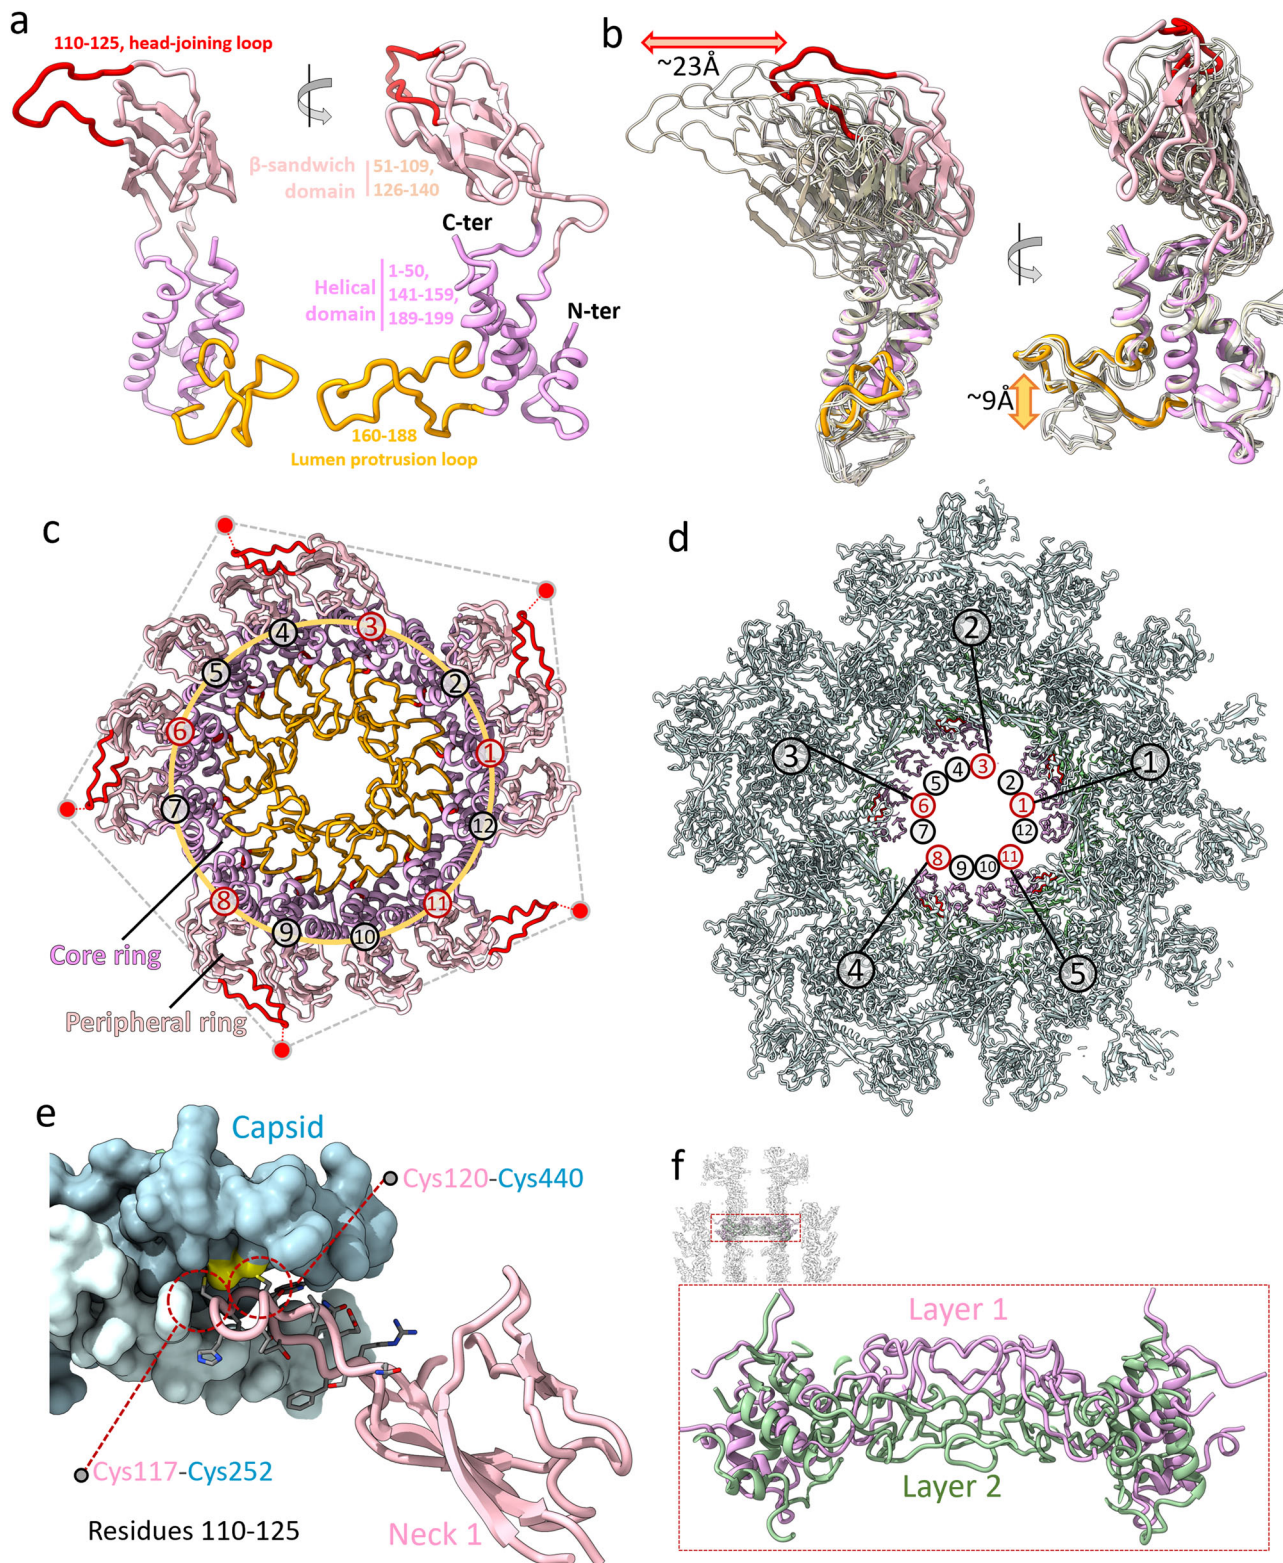 a
110-125, head-joining loop
β-sandwich
domain
51-109,
126-140
C-ter
Helical
domain
1-50,
141-159,
189-199
N-ter
160-188
Lumen protrusion loop
b
~23Å
~9Å
c
1
2
3
4
5
6
7
8
9
10
11
12
Core ring
Peripheral ring
d
1
2
3
4
5
1
2
3
4
5
6
7
8
9
10
11
12
e
Capsid
Cys120-Cys440
Cys117-Cys252
Residues 110-125
Neck 1
f
Layer 1
Layer 2